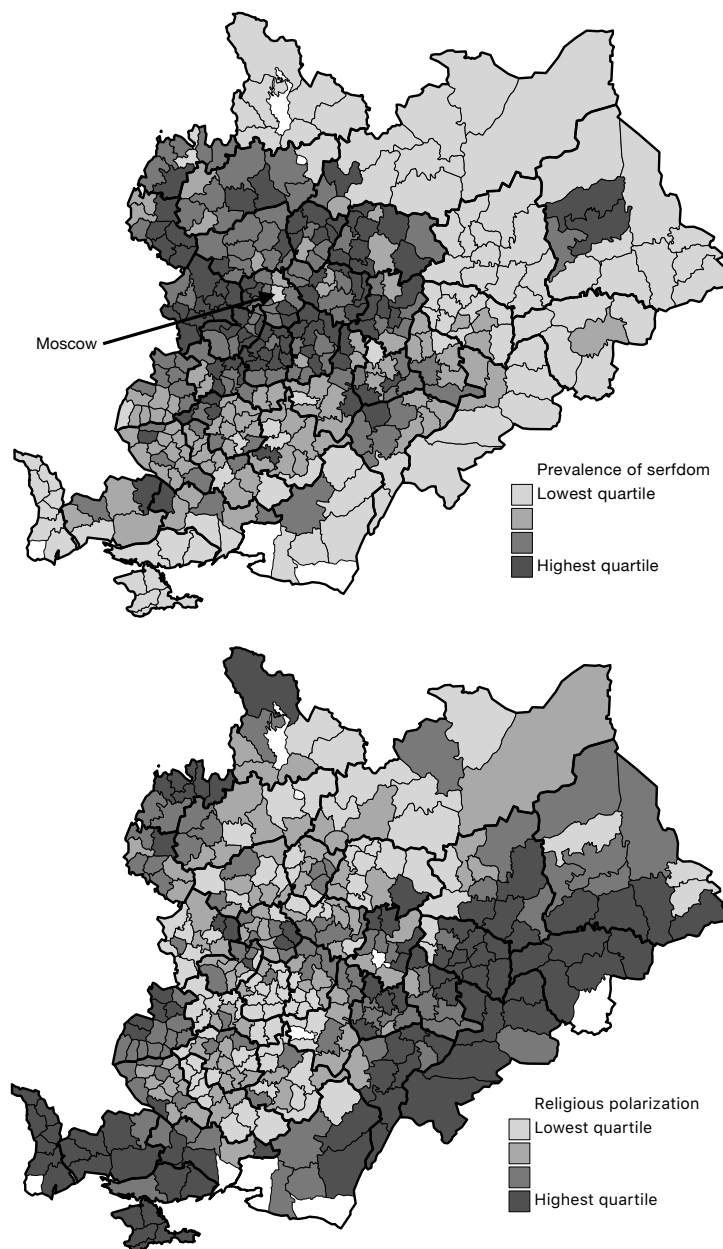 Moscow
Prevalence of serfdom
Lowest quartile
Highest quartile
Religious polarization
Lowest quartile
Highest quartile